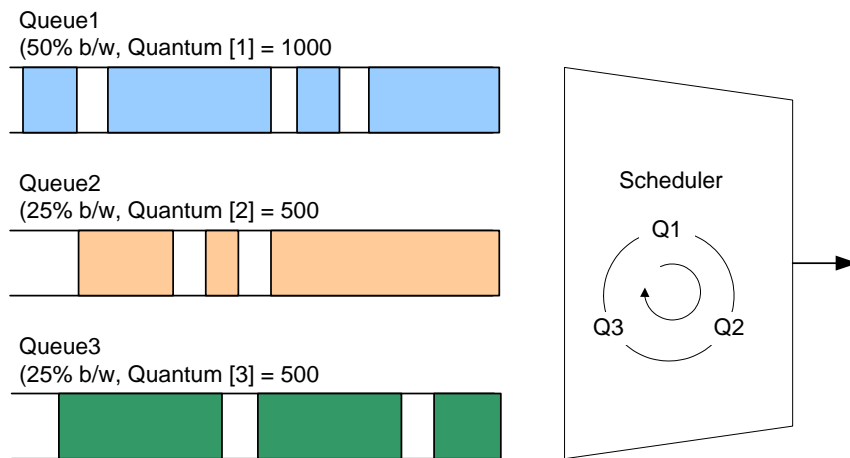 Queue1
(50% b/w, Quantum [1] = 1000
Queue2
(25% b/w, Quantum [2] = 500
Queue3
(25% b/w, Quantum [3] = 500
Scheduler
Q1
Q3
Q2